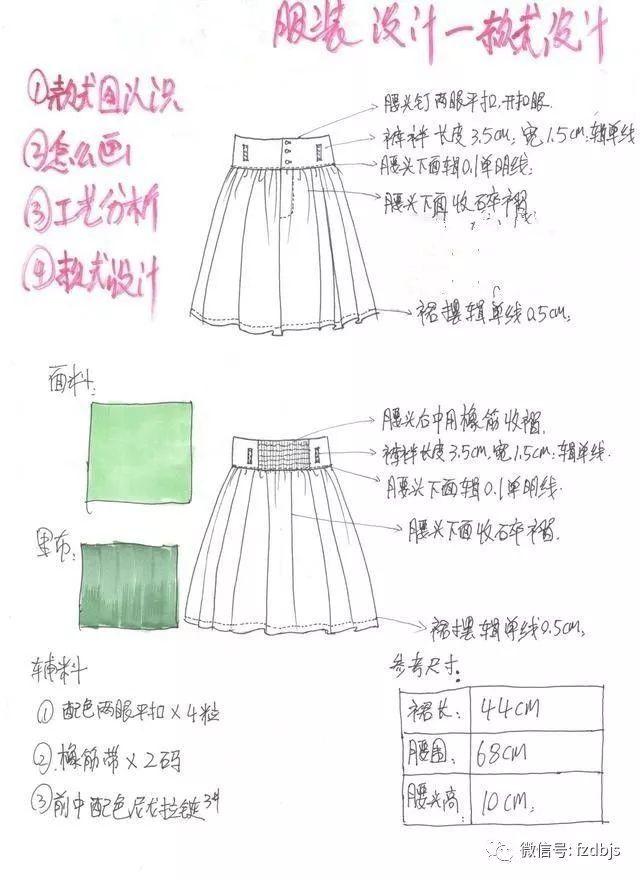 服装设计一款式设计
①款式图认识
②怎么画
③工艺分析
④款式设计
腰头钉两眼平扣.开扣眼
裤袢长度3.5cm,宽1.5cm,辑单线
腰头下面辑0.1单明线.
腰头下面收碎褶
裙摆辑单线0.5cm,
面料:
里布:
腰头后中用橡筋收褶.
裤袢长度3.5cm,宽1.5cm,辑单线.
腰头下面辑0.1单明线.
腰头下面收碎褶.
裙摆辑单线0.5cm,
辅料
①配色两眼平扣×4粒
②橡筋带×2码
③前中配色尼龙拉链
参考尺寸:
裙长: 44cm
腰围: 68cm
腰头高: 10cm,
微信号: fzdbjs